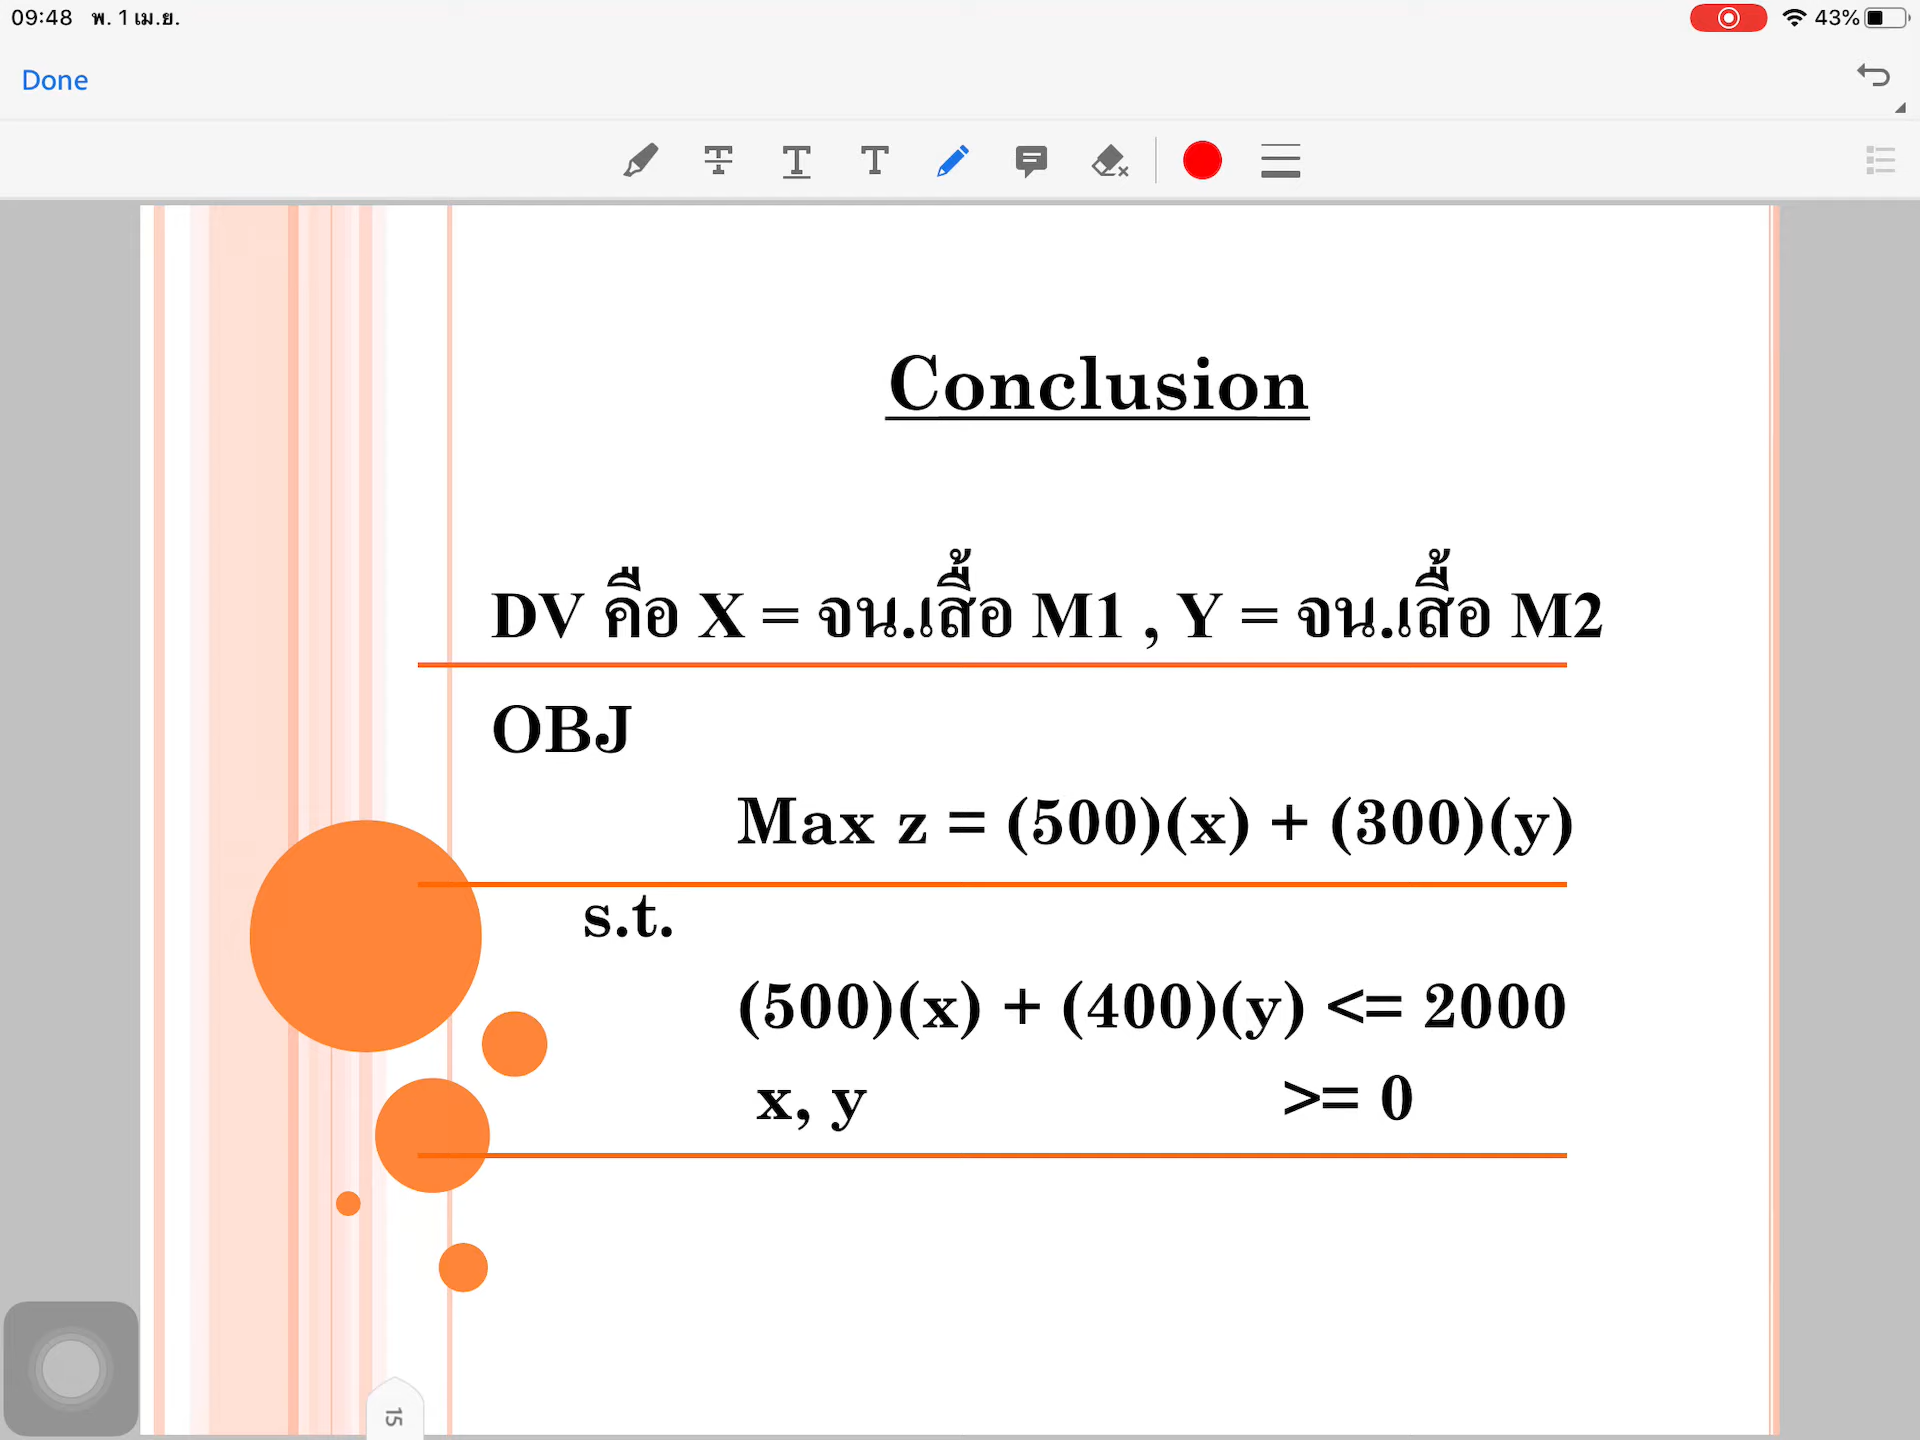 09:48 พ. 1 เม.ย. 43%
Done
Conclusion
DV คือ X = จน.เสื้อ M1 , Y = จน.เสื้อ M2
OBJ
Max z = (500)(x) + (300)(y)
s.t.
(500)(x) + (400)(y) <= 2000
x, y >= 0
15